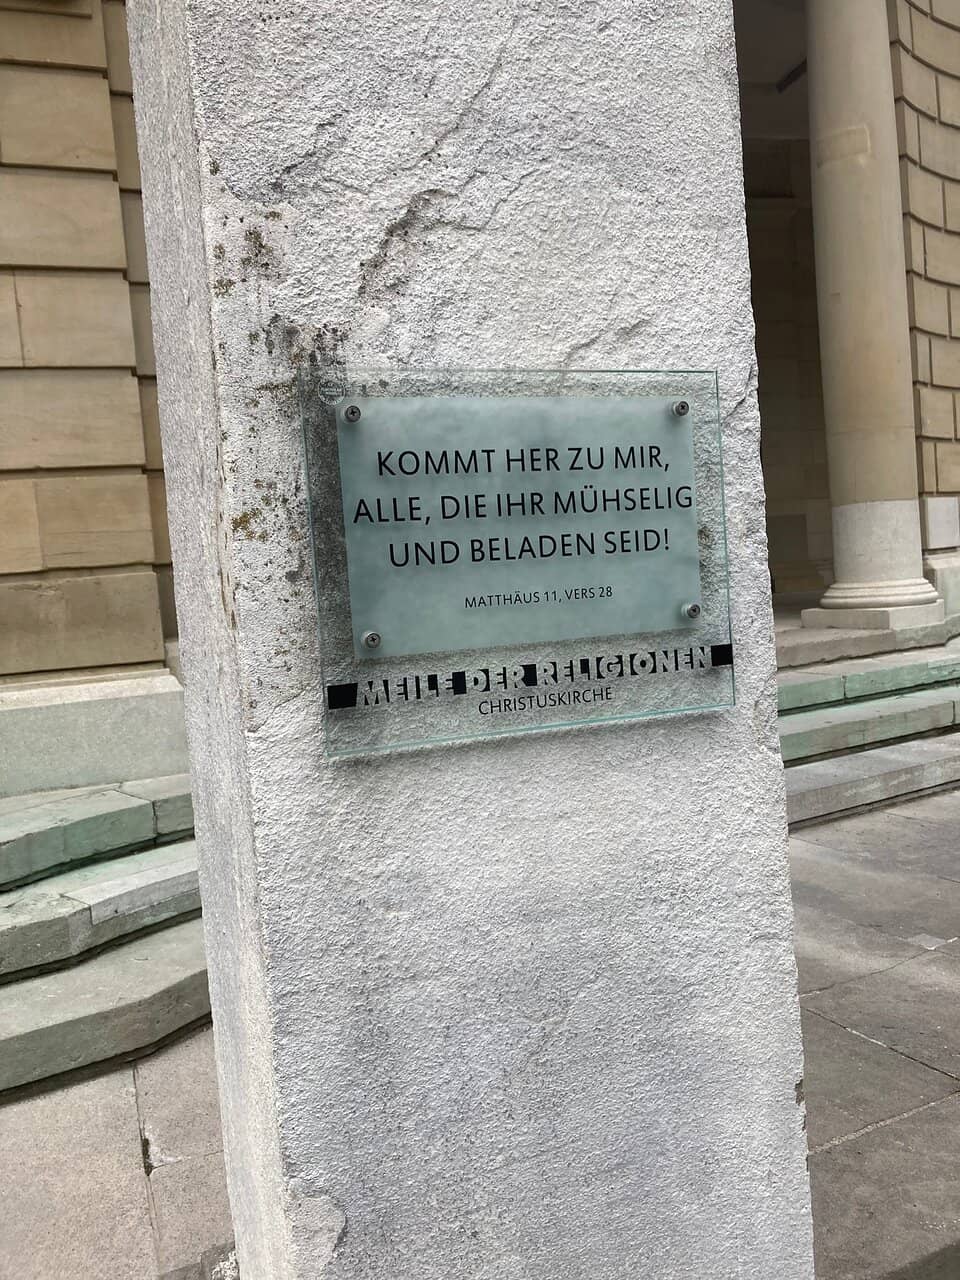 KOMMT HER ZU MIR,
ALLE, DIE IHR MÜHSELIG
UND BELADEN SEID!
MATTHÄUS 11, VERS 28
MEILE DER RELIGIONEN
CHRISTUSKIRCHE